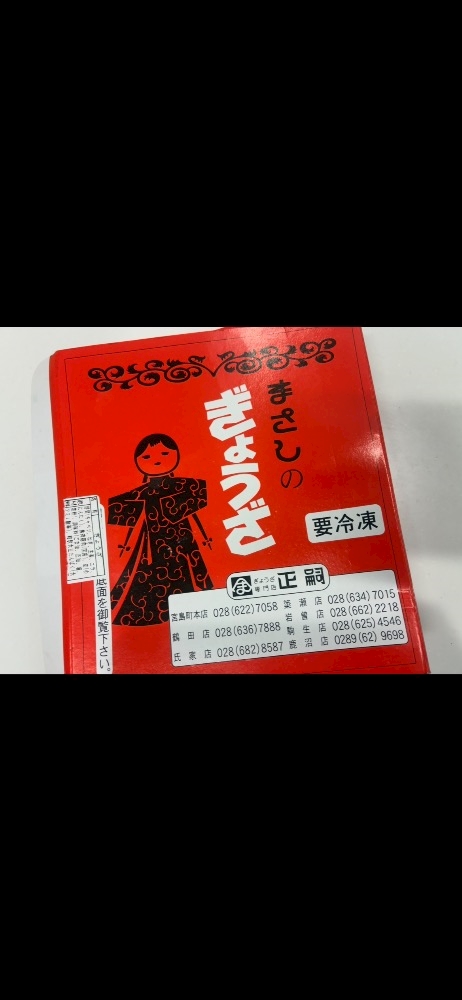 まさしの
ぎょうざ
要冷凍
ぎょうざ
専門店
正嗣
宮島町本店 028(622)7058
簗瀬店 028(634)7015
岩曽店 028(662)2218
鶴田店 028(636)7888
駒生店 028(625)4546
氏家店 028(682)8587
鹿沼店 0289(62)9698
底面を御覧下さい。